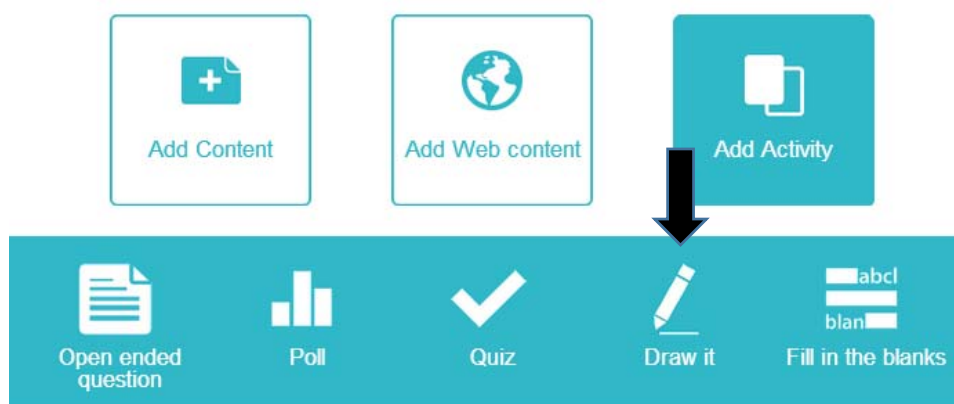 Add Content
Add Web content
Add Activity
abcl
blan
Open ended
question
Poll
Quiz
Draw it
Fill in the blanks